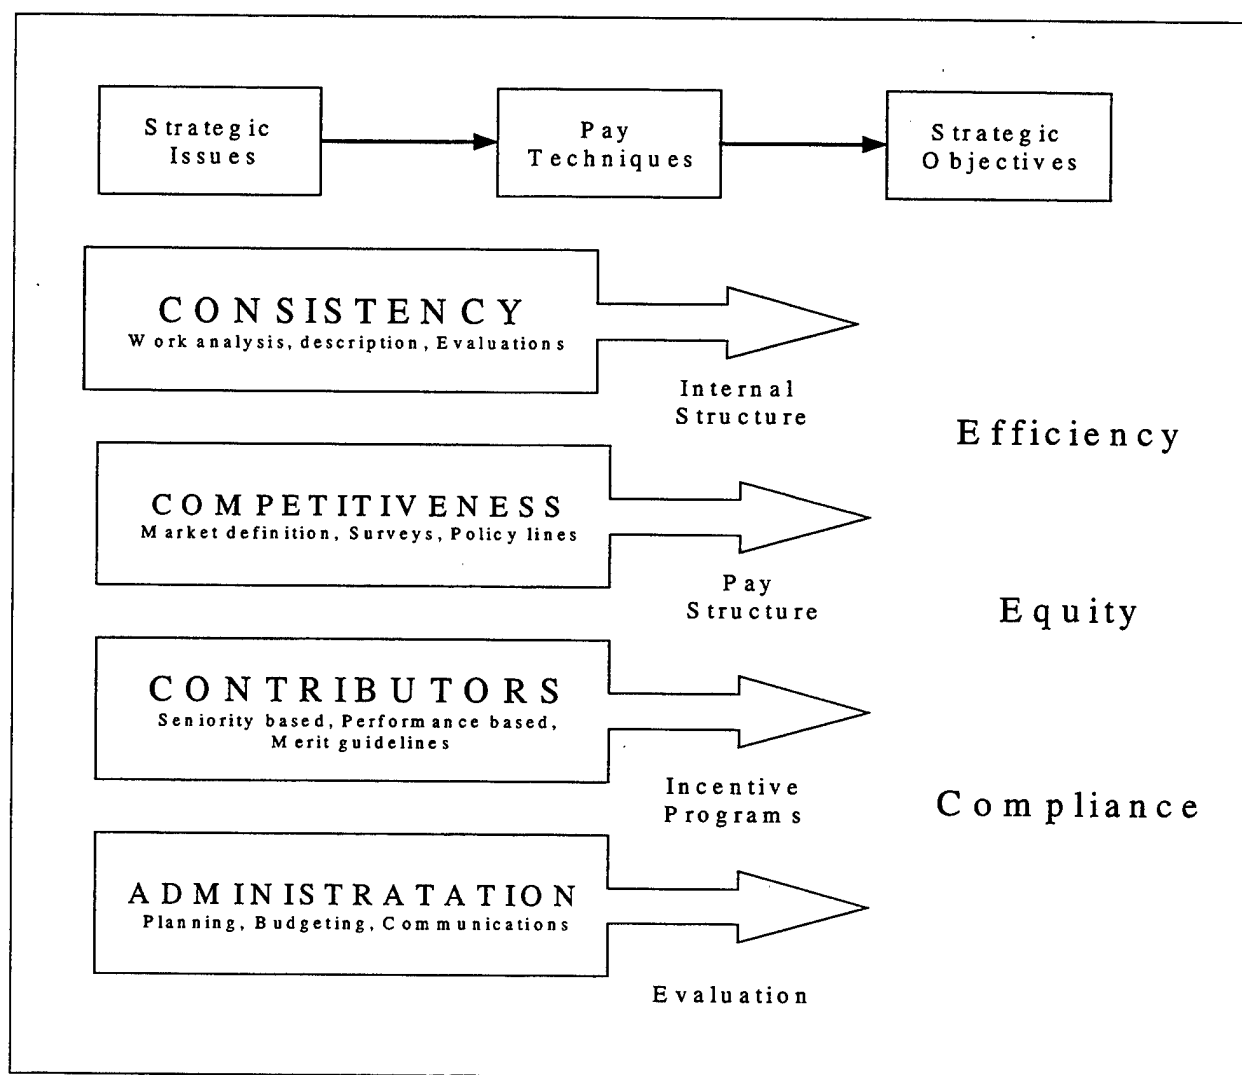 Strategic
Issues
Pay
Techniques
Strategic
Objectives
CONSISTENCY
Work analysis, description, Evaluations
Internal
Structure
Efficiency
COMPETITIVENESS
Market definition, Surveys, Policy lines
Pay
Structure
Equity
CONTRIBUTORS
Seniority based, Performance based,
Merit guidelines
Incentive
Programs
Compliance
ADMINISTRATATION
Planning, Budgeting, Communications
Evaluation